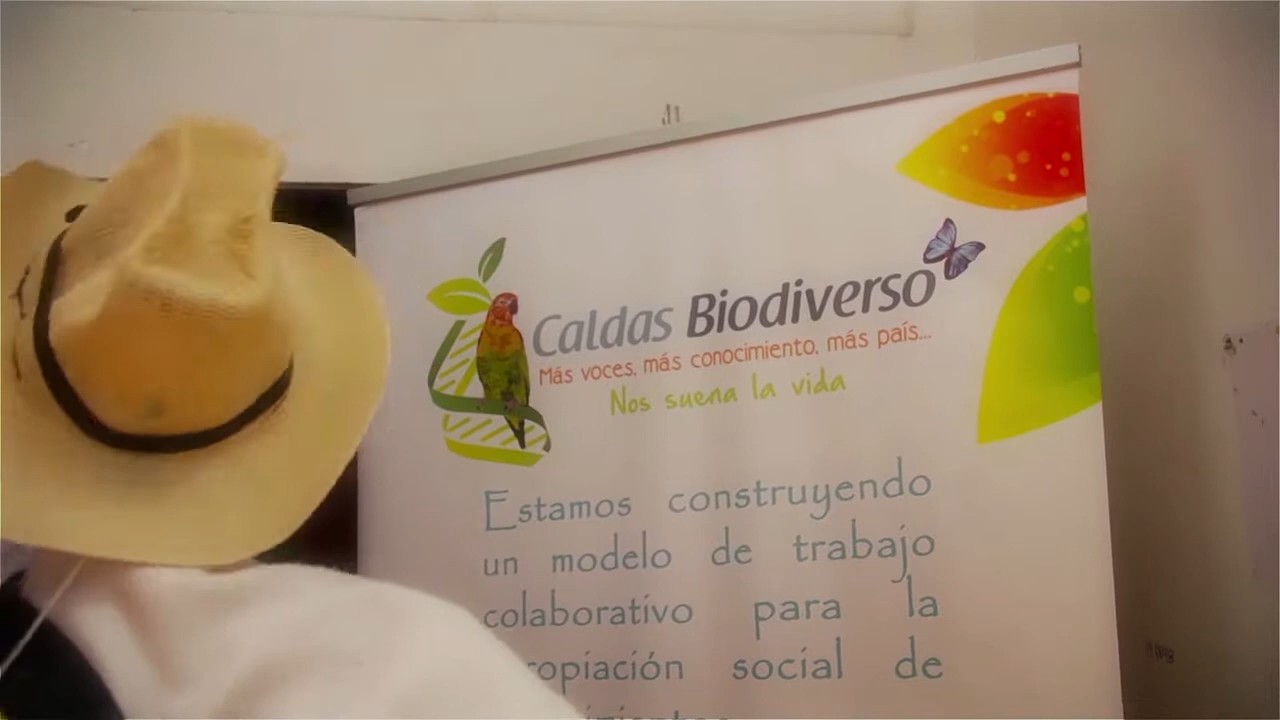 Caldas Biodiverso
Más voces, más conocimiento, más país...
Nos suena la vida
Estamos construyendo
un modelo de trabajo
colaborativo para la
social de